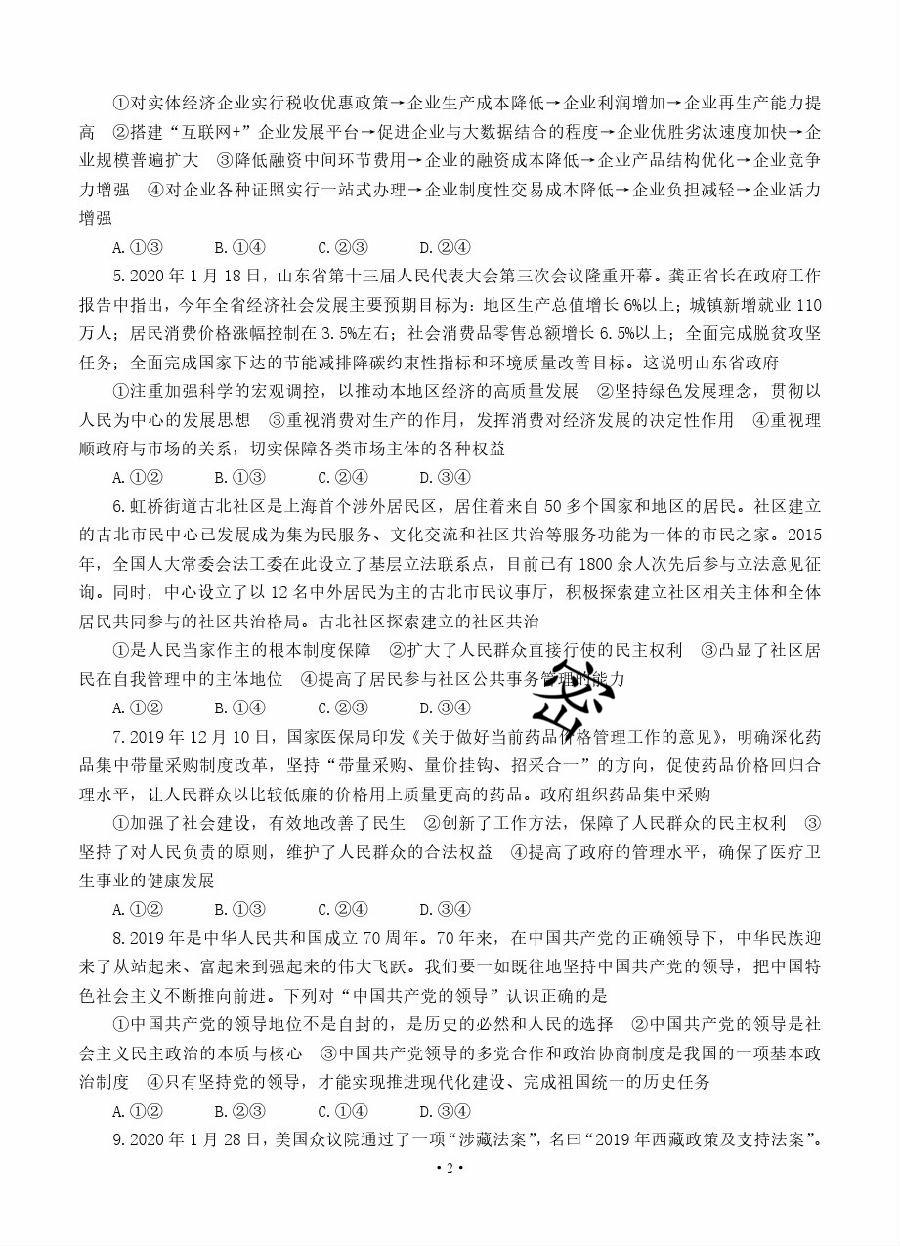 ①对实体经济企业实行税收优惠政策→企业生产成本降低→企业利润增加→企业再生产能力提
高　②搭建“互联网+”企业发展平台→促进企业与大数据结合的程度→企业优胜劣汰速度加快→企
业规模普遍扩大　③降低融资中间环节费用→企业的融资成本降低→企业产品结构优化→企业竞争
力增强　④对企业各种证照实行一站式办理→企业制度性交易成本降低→企业负担减轻→企业活力
增强
A.①③　　B.①④　　C.②③　　D.②④
5.2020年1月18日，山东省第十三届人民代表大会第三次会议隆重开幕。龚正省长在政府工作
报告中指出，今年全省经济社会发展主要预期目标为：地区生产总值增长6%以上；城镇新增就业110
万人；居民消费价格涨幅控制在3.5%左右；社会消费品零售总额增长6.5%以上；全面完成脱贫攻坚
任务；全面完成国家下达的节能减排降碳约束性指标和环境质量改善目标。这说明山东省政府
①注重加强科学的宏观调控，以推动本地区经济的高质量发展　②坚持绿色发展理念，贯彻以
人民为中心的发展思想　③重视消费对生产的作用，发挥消费对经济发展的决定性作用　④重视理
顺政府与市场的关系，切实保障各类市场主体的各种权益
A.①②　　B.①③　　C.②④　　D.③④
6.虹桥街道古北社区是上海首个涉外居民区，居住着来自50多个国家和地区的居民。社区建立
的古北市民中心已发展成为集为民服务、文化交流和社区共治等服务功能为一体的市民之家。2015
年，全国人大常委会法工委在此设立了基层立法联系点，目前已有1800余人次先后参与立法意见征
询。同时，中心设立了以12名中外居民为主的古北市民议事厅，积极探索建立社区相关主体和全体
居民共同参与的社区共治格局。古北社区探索建立的社区共治
①是人民当家作主的根本制度保障　②扩大了人民群众直接行使的民主权利　③凸显了社区居
民在自我管理中的主体地位　④提高了居民参与社区公共事务管理的能力
A.①②　　B.①④　　C.②③　　D.③④
密
7.2019年12月10日，国家医保局印发《关于做好当前药品价格管理工作的意见》，明确深化药
品集中带量采购制度改革，坚持“带量采购、量价挂钩、招采合一”的方向，促使药品价格回归合
理水平，让人民群众以比较低廉的价格用上质量更高的药品。政府组织药品集中采购
①加强了社会建设，有效地改善了民生　②创新了工作方法，保障了人民群众的民主权利　③
坚持了对人民负责的原则，维护了人民群众的合法权益　④提高了政府的管理水平，确保了医疗卫
生事业的健康发展
A.①②　　B.①③　　C.②④　　D.③④
8.2019年是中华人民共和国成立70周年。70年来，在中国共产党的正确领导下，中华民族迎
来了从站起来、富起来到强起来的伟大飞跃。我们要一如既往地坚持中国共产党的领导，把中国特
色社会主义不断推向前进。下列对“中国共产党的领导”认识正确的是
①中国共产党的领导地位不是自封的，是历史的必然和人民的选择　②中国共产党的领导是社
会主义民主政治的本质与核心　③中国共产党领导的多党合作和政治协商制度是我国的一项基本政
治制度　④只有坚持党的领导，才能实现推进现代化建设、完成祖国统一的历史任务
A.①②　　B.②③　　C.①④　　D.③④
9.2020年1月28日，美国众议院通过了一项“涉藏法案”，名曰“2019年西藏政策及支持法案”。
·2·